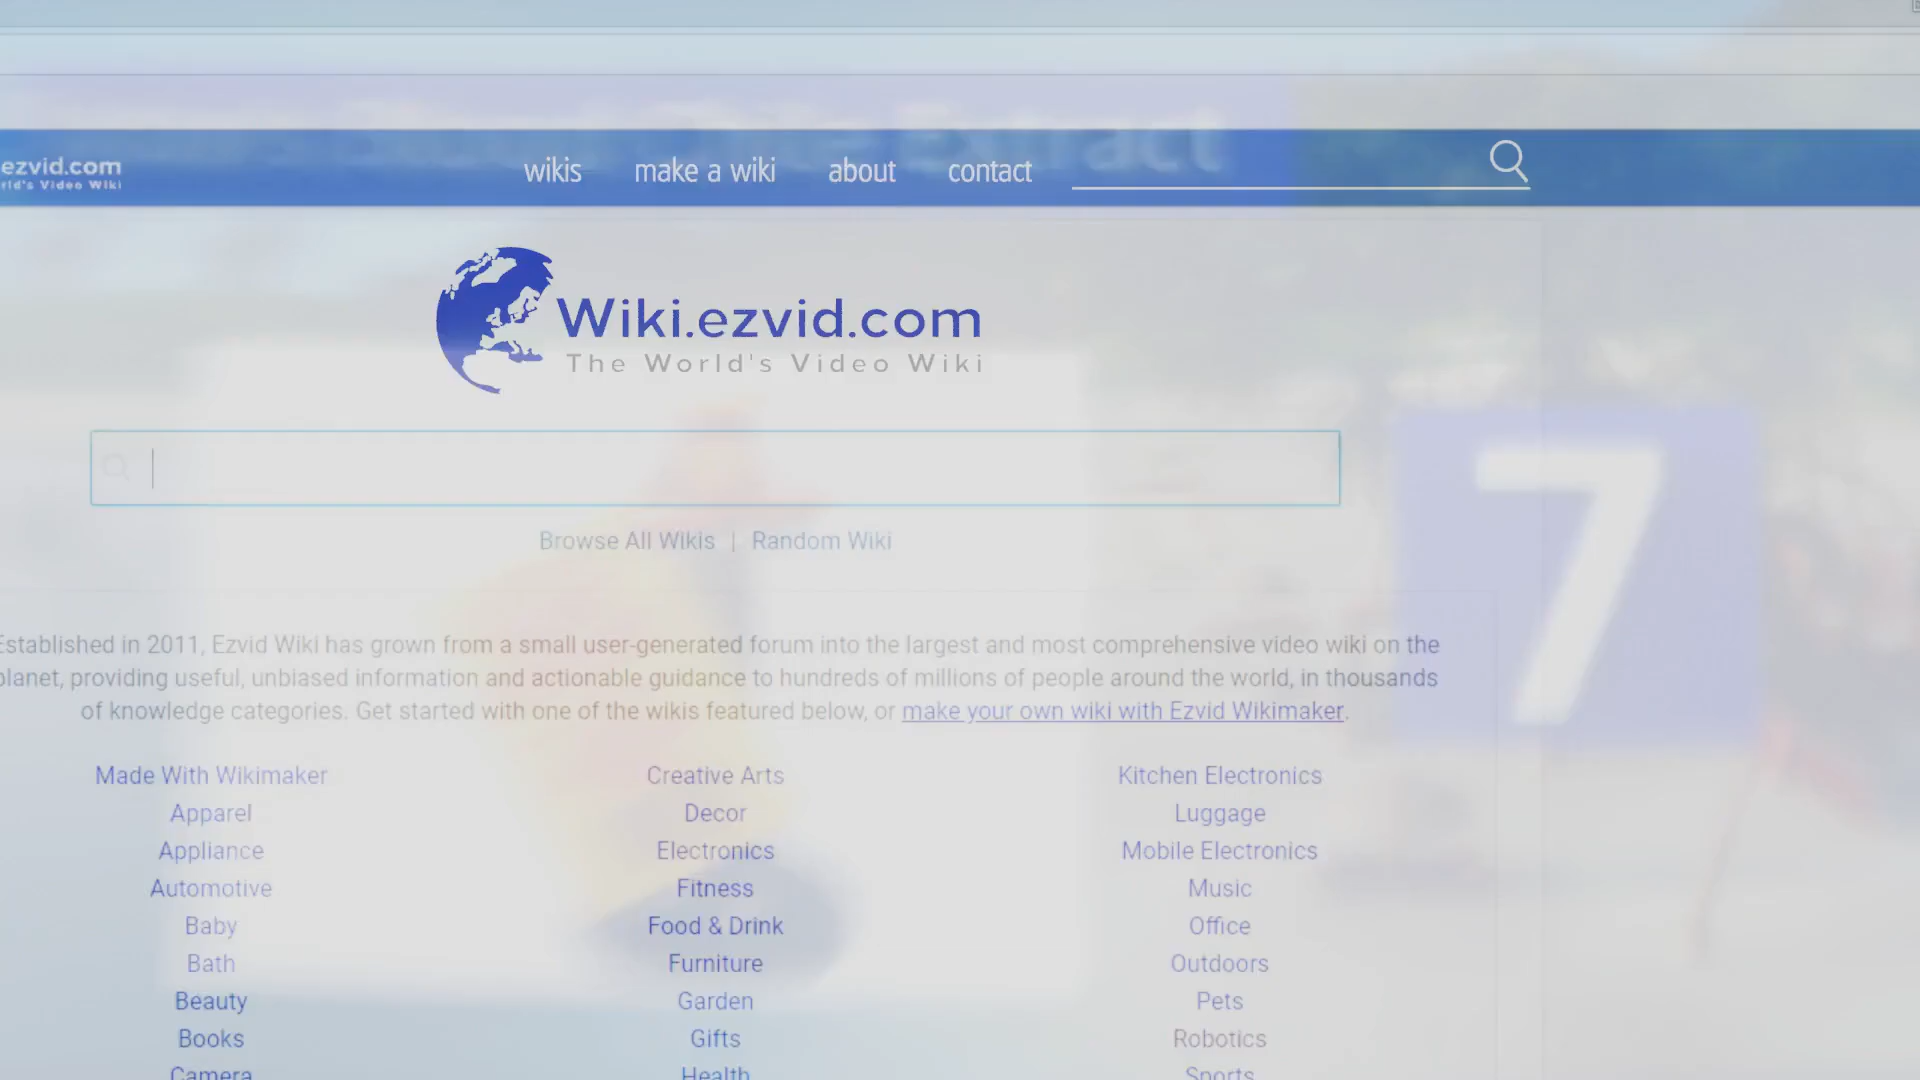 Extract
ezvid.com
wikis make a wiki about contact
rld's Video Wiki
Wiki.ezvid.com
The World's Video Wiki
Browse All Wikis | Random Wiki
7
Established in 2011, Ezvid Wiki has grown from a small user-generated forum into the largest and most comprehensive video wiki on the
planet, providing useful, unbiased information and actionable guidance to hundreds of millions of people around the world, in thousands
of knowledge categories. Get started with one of the wikis featured below, or make your own wiki with Ezvid Wikimaker.
Made With Wikimaker Creative Arts Kitchen Electronics
Apparel Decor Luggage
Appliance Electronics Mobile Electronics
Automotive Fitness Music
Baby Food & Drink Office
Bath Furniture Outdoors
Beauty Garden Pets
Books Gifts Robotics
Camera Health Sports